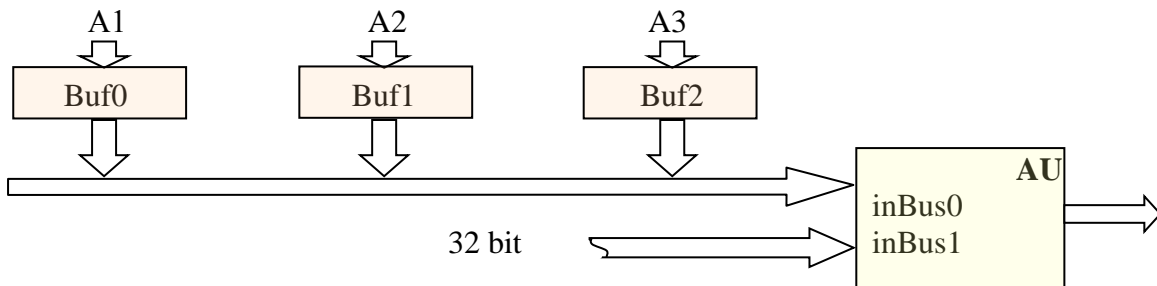 A1 A2 A3
Buf0 Buf1 Buf2
AU
inBus0
32 bit inBus1